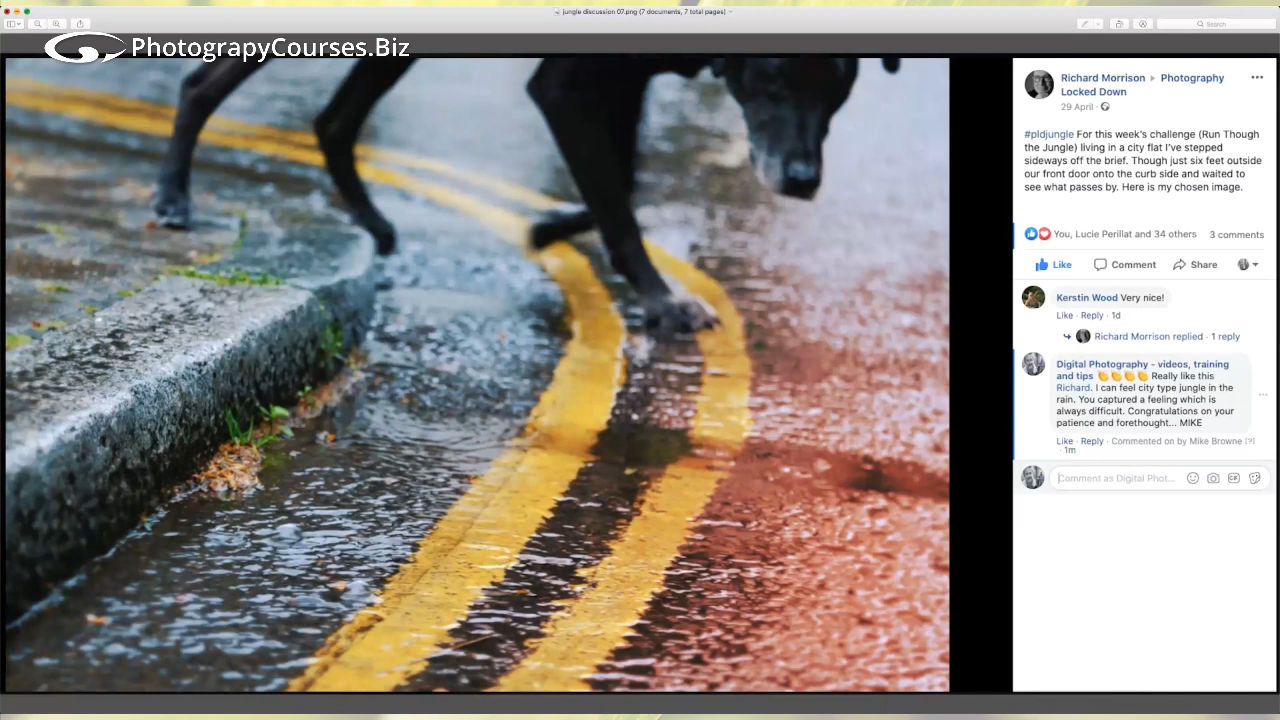 jungle discussion 07.png (7 documents, 7 total pages)
Search
PhotograpyCourses.Biz
Richard Morrison ▸ Photography
Locked Down
29 April ·
#pldjungle For this week's challenge (Run Though
the Jungle) living in a city flat I've stepped
sideways off the brief. Though just six feet outside
our front door onto the curb side and waited to
see what passes by. Here is my chosen image.
You, Lucie Perillat and 34 others 3 comments
Like Comment Share
Kerstin Wood Very nice!
Like · Reply · 1d
Richard Morrison replied · 1 reply
Digital Photography - videos, training
and tips 👏👏👏👏 Really like this
Richard. I can feel city type jungle in the
rain. You captured a feeling which is
always difficult. Congratulations on your
patience and forethought... MIKE
Like · Reply · Commented on by Mike Browne [?]
· 1m
Comment as Digital Phot...
GIF